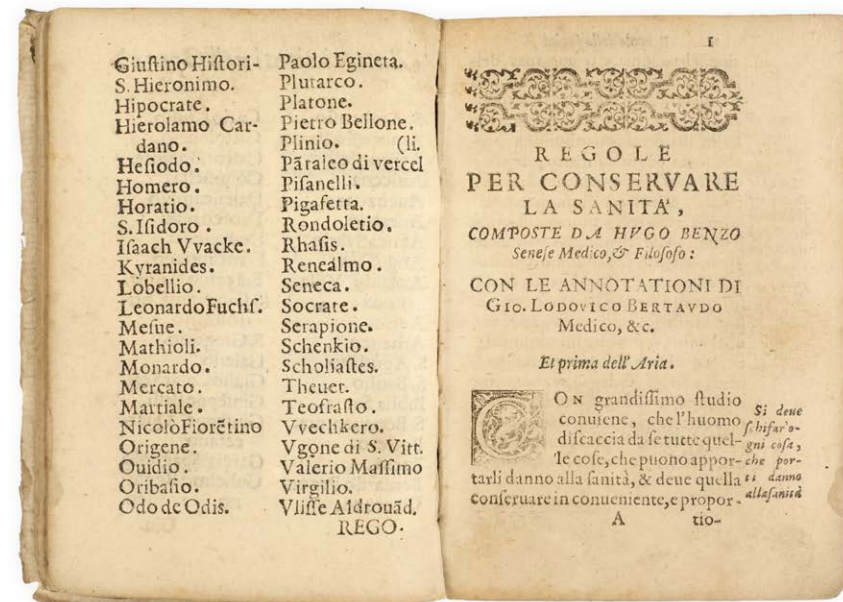 Giuſtino Hiſtori-
S. Hieronimo.
Hipocrate.
Hierolamo Car-
dano.
Heſiodo.
Homero.
Horatio.
S. Iſidoro.
Iſaach Vvacke.
Kyranides.
Lobellio.
Leonardo Fuchſ.
Meſue.
Mathioli.
Monardo.
Mercato.
Martiale.
Nicolò Fiorētino
Origene.
Ouidio.
Oribaſio.
Odo de Odis.
Paolo Egineta.
Plutarco.
Platone.
Pietro Bellone.
Plinio. (li.
Pātaleo di vercel
Piſanelli.
Pigafetta.
Rondoletio.
Rhaſis.
Renealmo.
Seneca.
Socrate.
Serapione.
Schenkio.
Scholiaſtes.
Theuet.
Teofraſto.
Vvechkero.
Vgone di S. Vitt.
Valerio Maſſimo
Virgilio.
Vliſſe Aldrouād.
REGO-
1
REGOLE
PER CONSERVARE
LA SANITA',
COMPOSTE DA HVGO BENZO
Seneſe Medico, & Filoſofo:
CON LE ANNOTATIONI DI
GIO. LODOVICO BERTAVDO
Medico, &c.
Et prima dell'Aria.
CON grandiſſimo ſtudio
conuiene, che l'huomo
diſcaccia da ſe tutte quel-
le coſe, che puono appor-
tarli danno alla ſanità, & deue quella
conſeruare in conueniente, e propor-
Si deue
ſchifar'o-
gni coſa,
che por-
ti danno
alla ſanità
A tio-